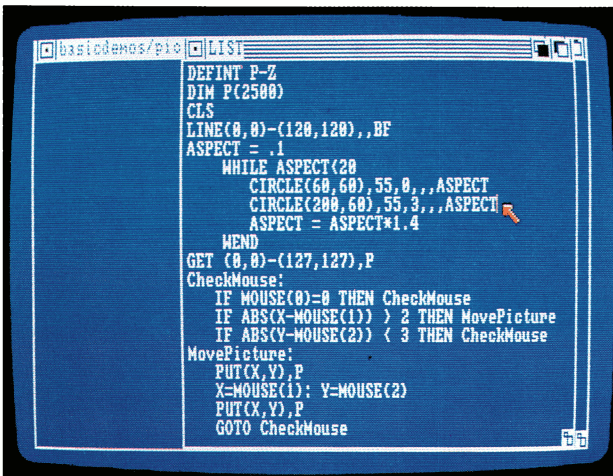 basicdemos/pic LIST
DEFINT P-Z
DIM P(2500)
CLS
LINE(0,0)-(120,120),,BF
ASPECT = .1
WHILE ASPECT<20
CIRCLE(60,60),55,0,,,ASPECT
CIRCLE(200,60),55,3,,,ASPECT
ASPECT = ASPECT*1.4
WEND
GET (0,0)-(127,127),P
CheckMouse:
IF MOUSE(0)=0 THEN CheckMouse
IF ABS(X-MOUSE(1)) > 2 THEN MovePicture
IF ABS(Y-MOUSE(2)) < 3 THEN CheckMouse
MovePicture:
PUT(X,Y),P
X=MOUSE(1): Y=MOUSE(2)
PUT(X,Y),P
GOTO CheckMouse